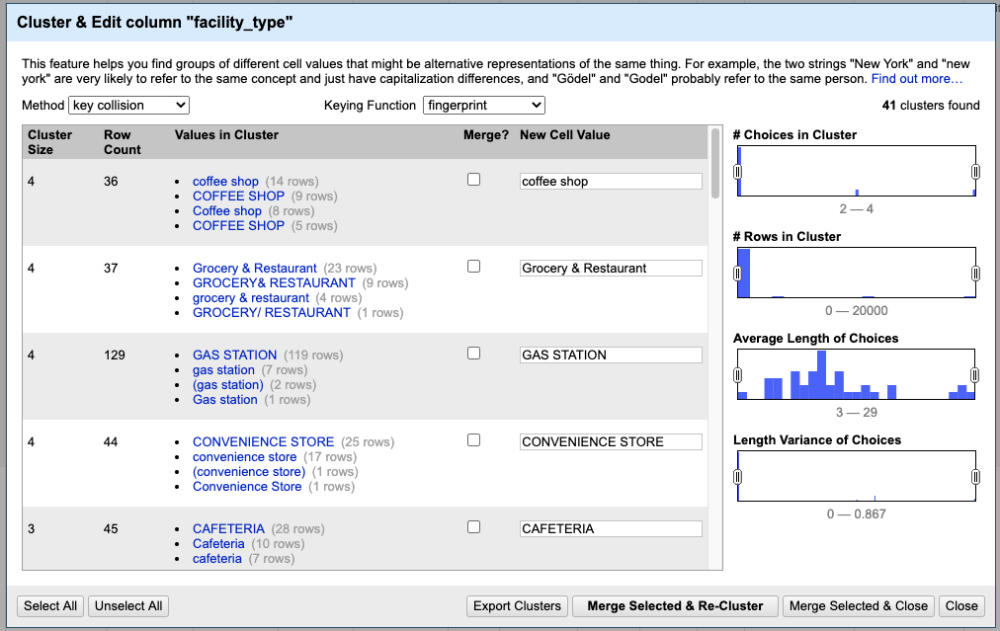 Cluster & Edit column "facility_type"
This feature helps you find groups of different cell values that might be alternative representations of the same thing. For example, the two strings "New York" and "new
york" are very likely to refer to the same concept and just have capitalization differences, and "Gödel" and "Godel" probably refer to the same person. Find out more…
Method key collision Keying Function fingerprint 41 clusters found
Cluster Size Row Count Values in Cluster Merge? New Cell Value
4 36 • coffee shop (14 rows) coffee shop
• COFFEE SHOP (9 rows)
• Coffee shop (8 rows)
• COFFEE SHOP (5 rows)
4 37 • Grocery & Restaurant (23 rows) Grocery & Restaurant
• GROCERY& RESTAURANT (9 rows)
• grocery & restaurant (4 rows)
• GROCERY/ RESTAURANT (1 rows)
4 129 • GAS STATION (119 rows) GAS STATION
• gas station (7 rows)
• (gas station) (2 rows)
• Gas station (1 rows)
4 44 • CONVENIENCE STORE (25 rows) CONVENIENCE STORE
• convenience store (17 rows)
• (convenience store) (1 rows)
• Convenience Store (1 rows)
3 45 • CAFETERIA (28 rows) CAFETERIA
• Cafeteria (10 rows)
• cafeteria (7 rows)
# Choices in Cluster
2 — 4
# Rows in Cluster
0 — 20000
Average Length of Choices
3 — 29
Length Variance of Choices
0 — 0.867
Select All Unselect All Export Clusters Merge Selected & Re-Cluster Merge Selected & Close Close